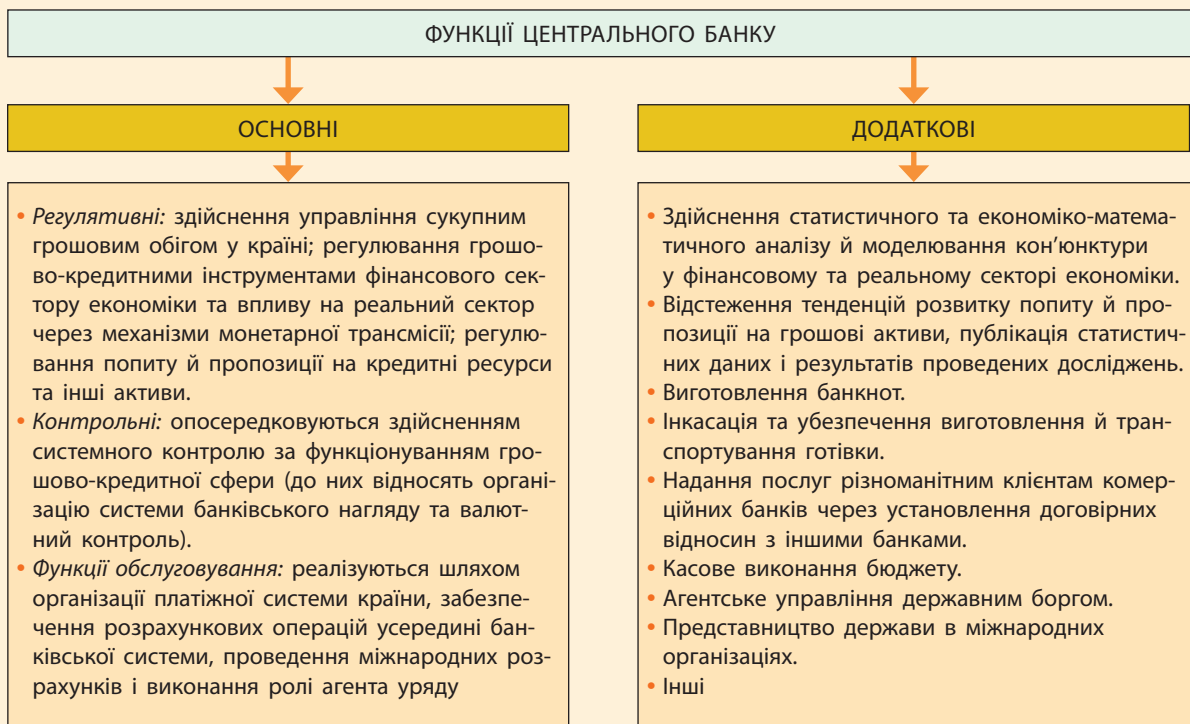 ФУНКЦІЇ ЦЕНТРАЛЬНОГО БАНКУ
ОСНОВНІ
• Регулятивні: здійснення управління сукупним
грошовим обігом у країні; регулювання грошо-
во-кредитними інструментами фінансового сек-
тору економіки та впливу на реальний сектор
через механізми монетарної трансмісії; регулю-
вання попиту й пропозиції на кредитні ресурси
та інші активи.
• Контрольні: опосередковуються здійсненням
системного контролю за функціонуванням гро-
шово-кредитної сфери (до них відносять органі-
зацію системи банківського нагляду та валют-
ний контроль).
• Функції обслуговування: реалізуються шляхом
організації платіжної системи країни, забезпе-
чення розрахункових операцій усередині бан-
ківської системи, проведення міжнародних роз-
рахунків і виконання ролі агента уряду
ДОДАТКОВІ
• Здійснення статистичного та економіко-матема-
тичного аналізу й моделювання кон’юнктури
у фінансовому та реальному секторі економіки.
• Відстеження тенденцій розвитку попиту й про-
позиції на грошові активи, публікація статистич-
них даних і результатів проведених досліджень.
• Виготовлення банкнот.
• Інкасація та убезпечення виготовлення й тран-
спортування готівки.
• Надання послуг різноманітним клієнтам комер-
ційних банків через установлення договірних
відносин з іншими банками.
• Касове виконання бюджету.
• Агентське управління державним боргом.
• Представництво держави в міжнародних
організаціях.
• Інші